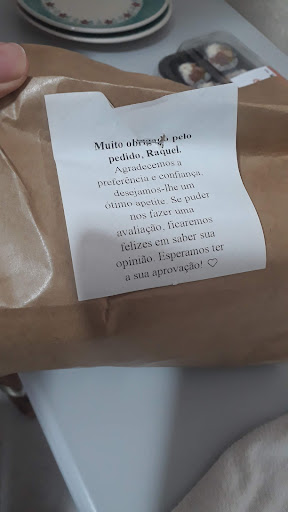 Muito obrigado pelo
pedido, Raquel.
Agradecemos a
preferência e confiança,
desejamos-lhe um
ótimo apetite. Se puder
nos fazer uma
avaliação, ficaremos
felizes em saber sua
opinião. Esperamos ter
a sua aprovação! ♡